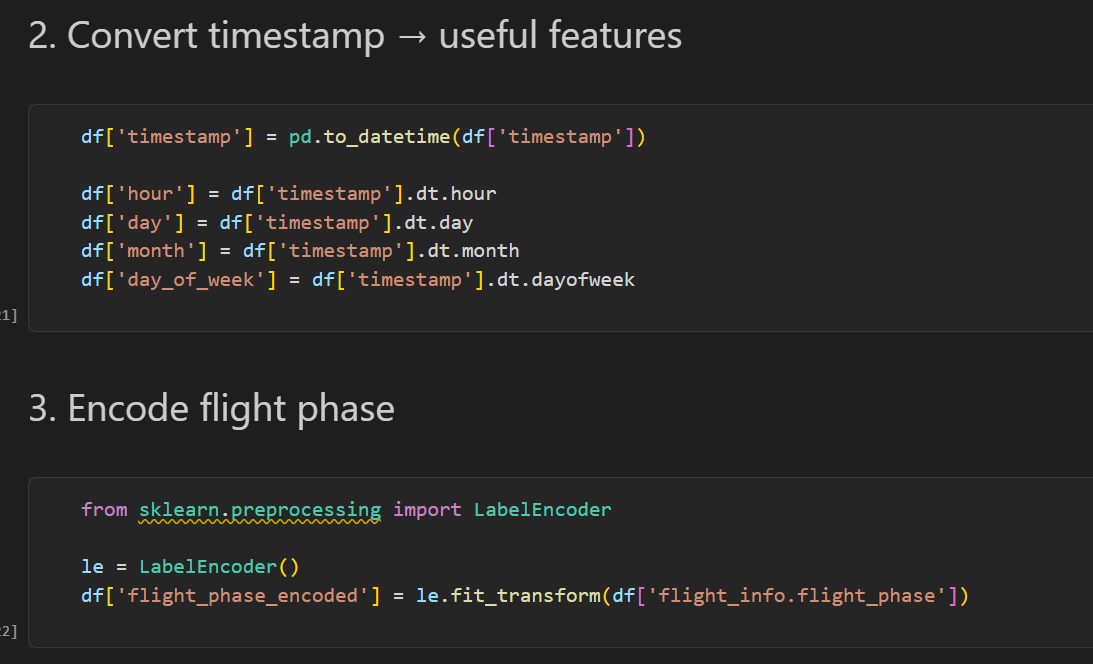 2. Convert timestamp → useful features
df['timestamp'] = pd.to_datetime(df['timestamp'])
df['hour'] = df['timestamp'].dt.hour
df['day'] = df['timestamp'].dt.day
df['month'] = df['timestamp'].dt.month
df['day_of_week'] = df['timestamp'].dt.dayofweek
1]
3. Encode flight phase
from sklearn.preprocessing import LabelEncoder
le = LabelEncoder()
df['flight_phase_encoded'] = le.fit_transform(df['flight_info.flight_phase'])
2]